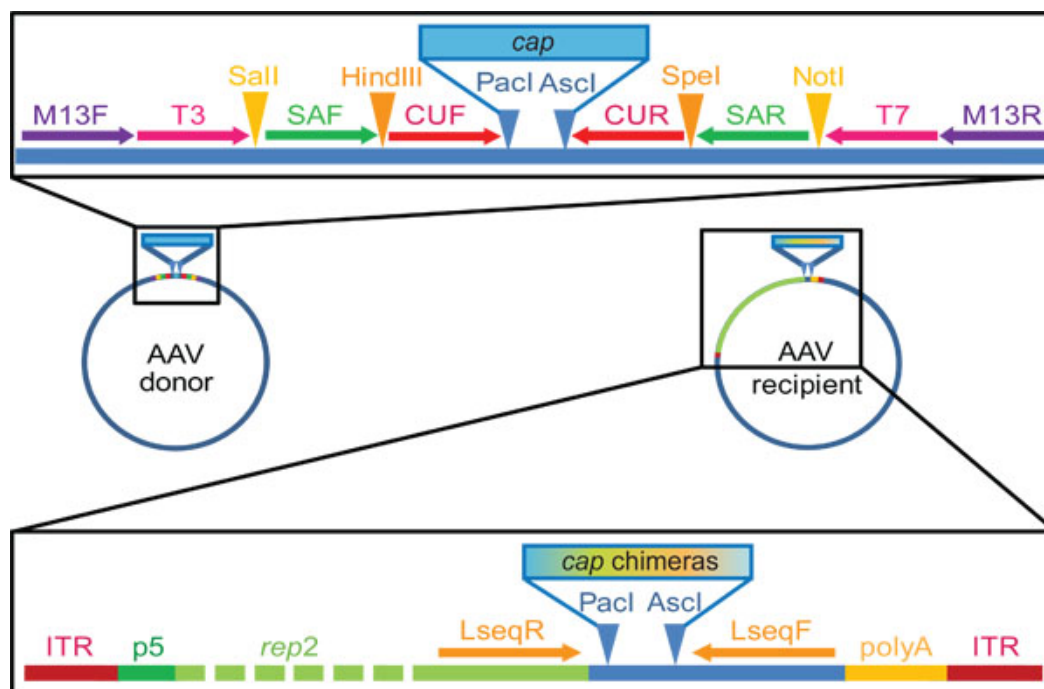 cap
SalI HindIII PacI AscI SpeI NotI
M13F T3 SAF CUF CUR SAR T7 M13R
AAV
donor
AAV
recipient
cap chimeras
PacI AscI
LseqR LseqF
ITR p5 rep2 polyA ITR